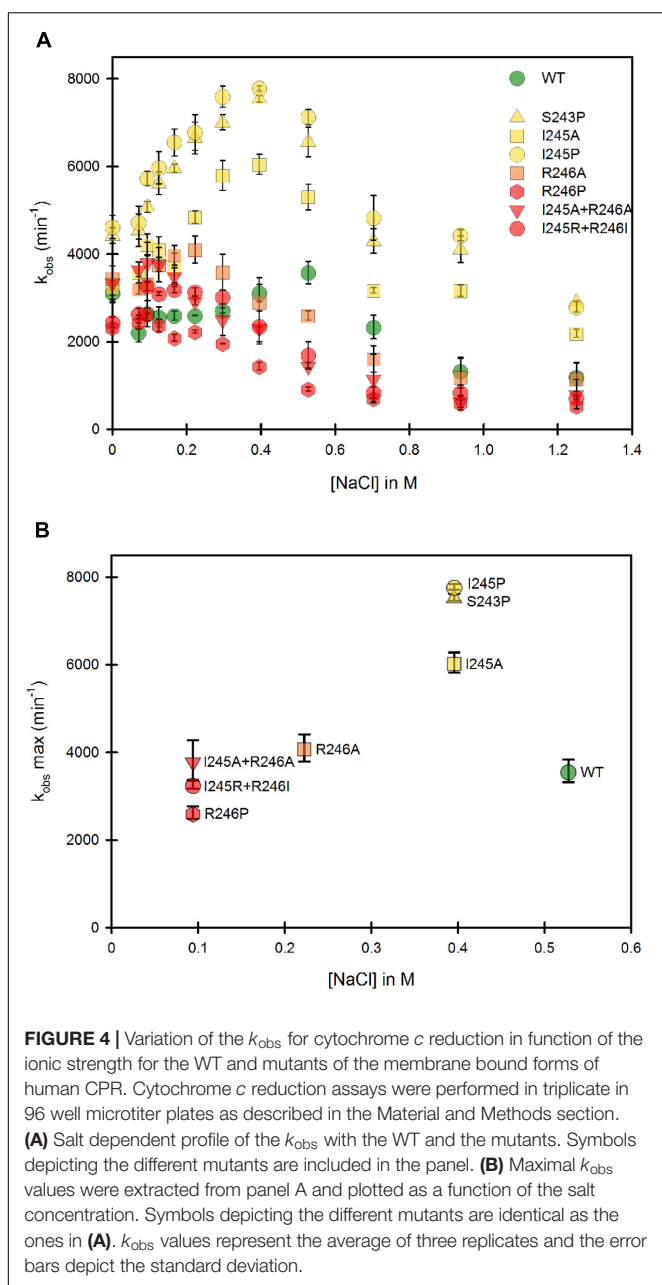 A
k_obs (min⁻¹)
8000
6000
4000
2000
0
WT
S243P
I245A
I245P
R246A
R246P
I245A+R246A
I245R+R246I
0.0 0.2 0.4 0.6 0.8 1.0 1.2 1.4
[NaCl] in M
B
k_obs max (min⁻¹)
8000
6000
4000
2000
0
I245P
S243P
I245A
R246A
I245A+R246A
WT
I245R+R246I
R246P
0 0.1 0.2 0.3 0.4 0.5 0.6
[NaCl] in M
FIGURE 4 | Variation of the k_obs for cytochrome c reduction in function of the
ionic strength for the WT and mutants of the membrane bound forms of
human CPR. Cytochrome c reduction assays were performed in triplicate in
96 well microtiter plates as described in the Material and Methods section.
(A) Salt dependent profile of the k_obs with the WT and the mutants. Symbols
depicting the different mutants are included in the panel. (B) Maximal k_obs
values were extracted from panel A and plotted as a function of the salt
concentration. Symbols depicting the different mutants are identical as the
ones in (A). k_obs values represent the average of three replicates and the error
bars depict the standard deviation.